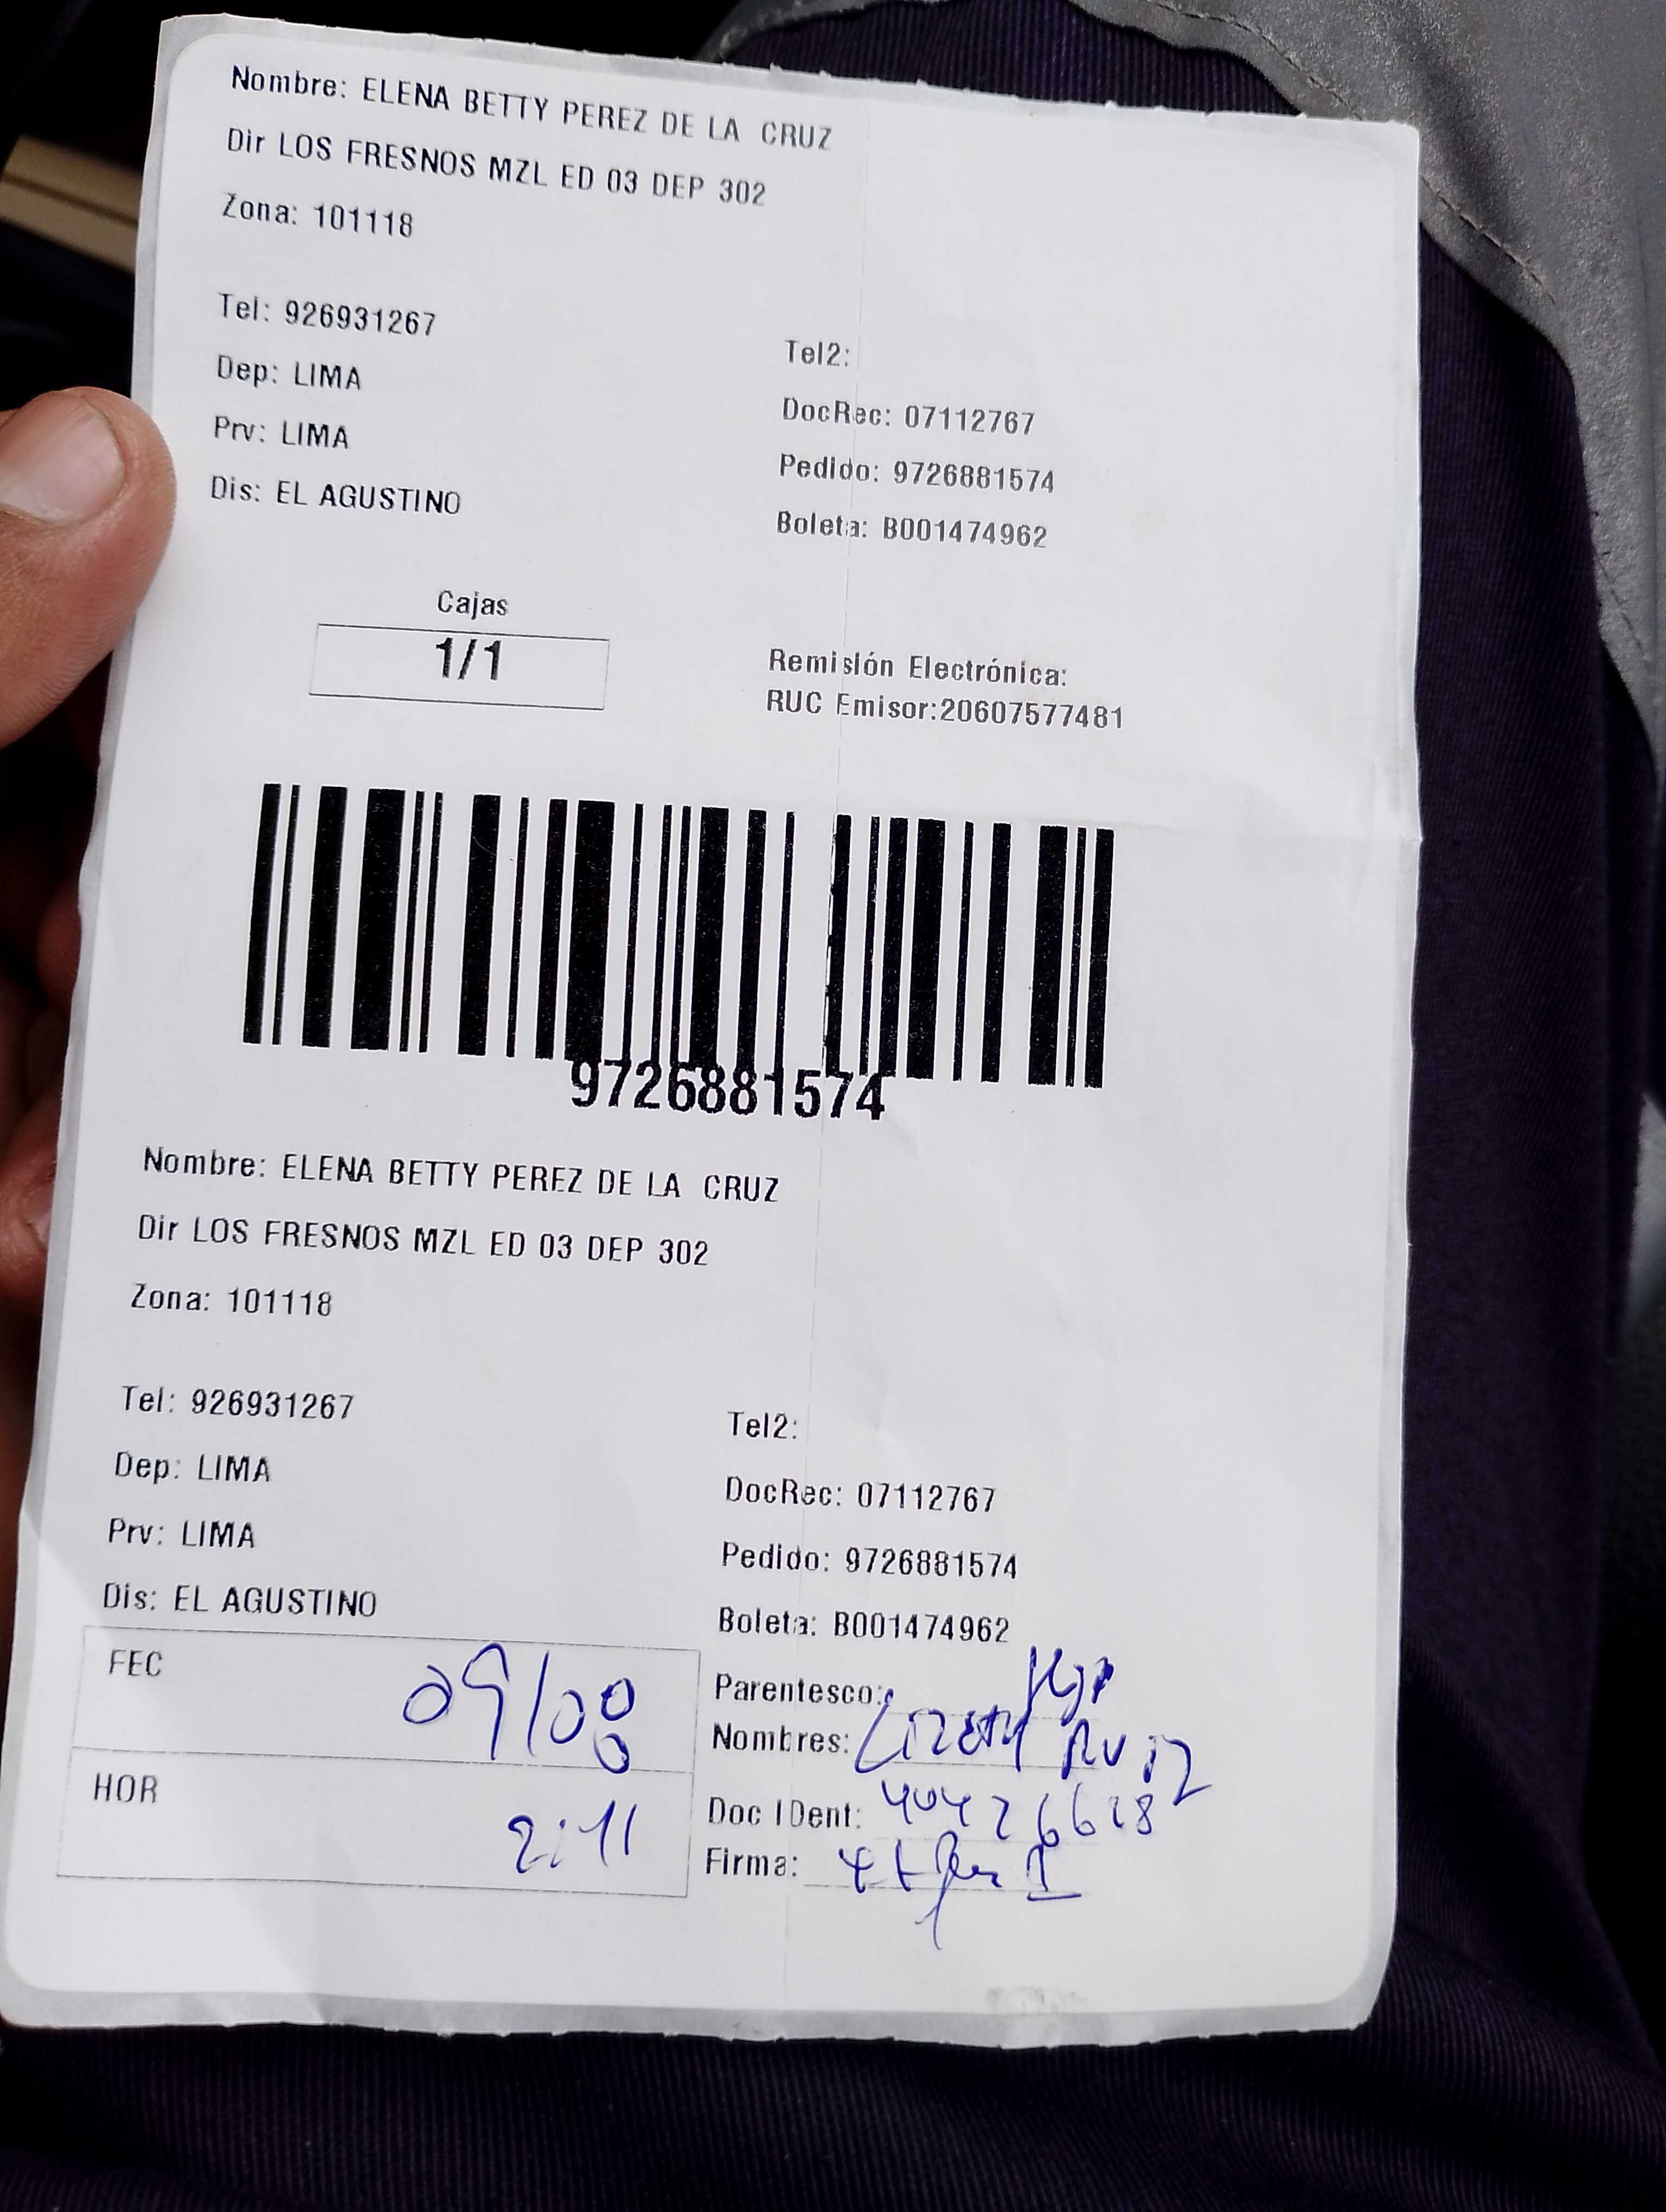 Nombre: ELENA BETTY PEREZ DE LA CRUZ
Dir LOS FRESNOS MZL ED 03 DEP 302
Zona: 101118
Tel: 926931267
Tel2:
Dep: LIMA
DocRec: 07112767
Prv: LIMA
Pedido: 9726881574
Dis: EL AGUSTINO
Boleta: B001474962
Cajas
1/1
Remisión Electrónica:
RUC Emisor:20607577481
9726881574
Nombre: ELENA BETTY PEREZ DE LA CRUZ
Dir LOS FRESNOS MZL ED 03 DEP 302
Zona: 101118
Tel: 926931267
Tel2:
Dep: LIMA
DocRec: 07112767
Prv: LIMA
Pedido: 9726881574
Dis: EL AGUSTINO
Boleta: B001474962
FEC 09/08
Parentesco:
Nombres: Lizeth Ruiz
HOR 2:11
Doc IDent:
Firma: